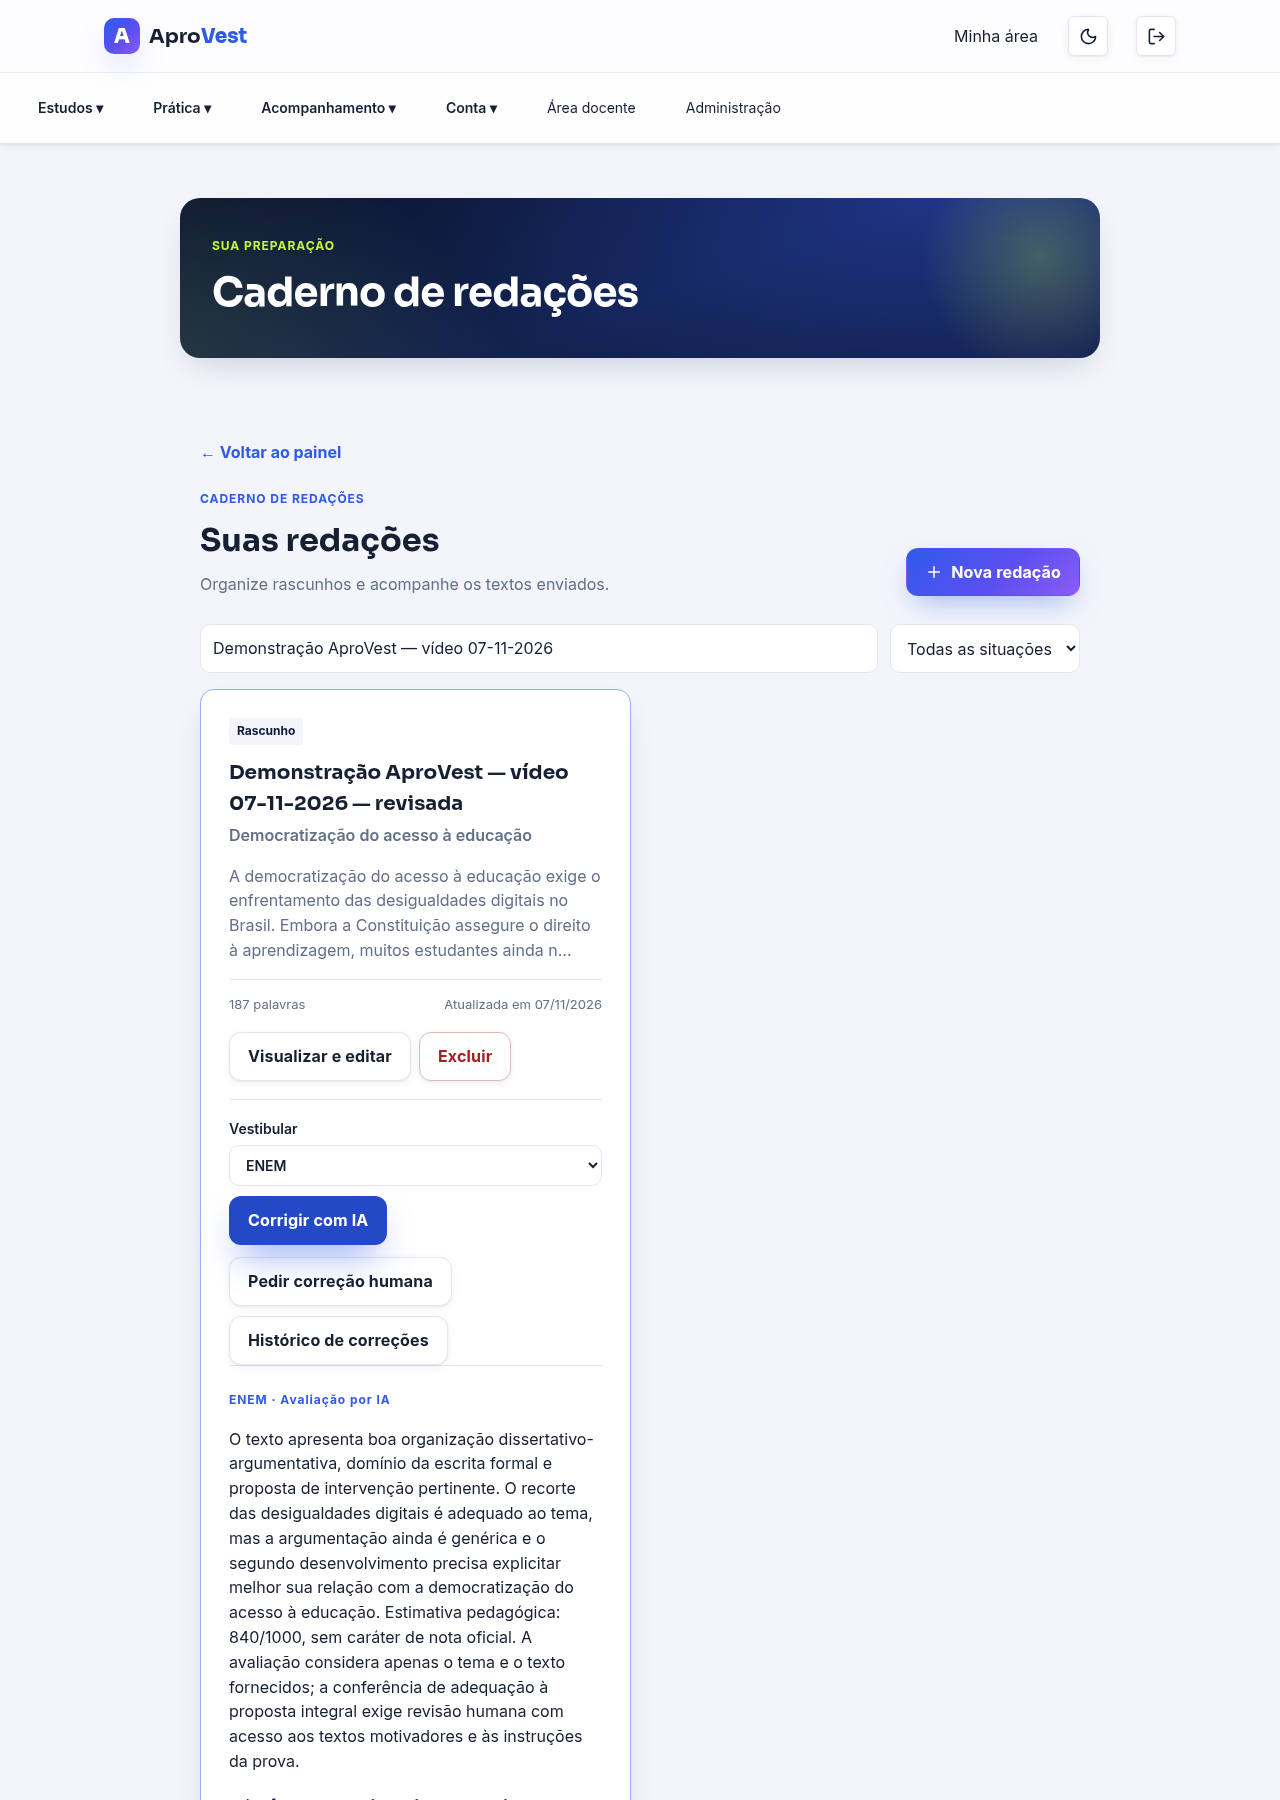 A AproVest
Minha área
Estudos ▾ Prática ▾ Acompanhamento ▾ Conta ▾ Área docente Administração
SUA PREPARAÇÃO
Caderno de redações
← Voltar ao painel
CADERNO DE REDAÇÕES
Suas redações
Organize rascunhos e acompanhe os textos enviados.
+ Nova redação
Demonstração AproVest — vídeo 07-11-2026
Todas as situações
Rascunho
Demonstração AproVest — vídeo
07-11-2026 — revisada
Democratização do acesso à educação
A democratização do acesso à educação exige o
enfrentamento das desigualdades digitais no
Brasil. Embora a Constituição assegure o direito
à aprendizagem, muitos estudantes ainda n…
187 palavras
Atualizada em 07/11/2026
Visualizar e editar
Excluir
Vestibular
ENEM
Corrigir com IA
Pedir correção humana
Histórico de correções
ENEM · Avaliação por IA
O texto apresenta boa organização dissertativo-
argumentativa, domínio da escrita formal e
proposta de intervenção pertinente. O recorte
das desigualdades digitais é adequado ao tema,
mas a argumentação ainda é genérica e o
segundo desenvolvimento precisa explicitar
melhor sua relação com a democratização do
acesso à educação. Estimativa pedagógica:
840/1000, sem caráter de nota oficial. A
avaliação considera apenas o tema e o texto
fornecidos; a conferência de adequação à
proposta integral exige revisão humana com
acesso aos textos motivadores e às instruções
da prova.